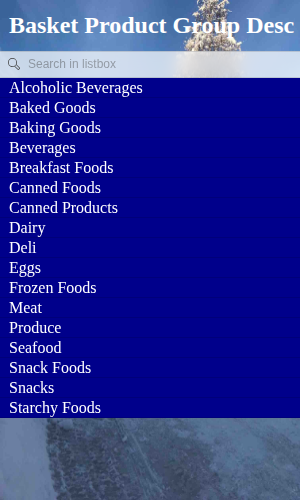 Basket Product Group Desc
Search in listbox
Alcoholic Beverages
Baked Goods
Baking Goods
Beverages
Breakfast Foods
Canned Foods
Canned Products
Dairy
Deli
Eggs
Frozen Foods
Meat
Produce
Seafood
Snack Foods
Snacks
Starchy Foods